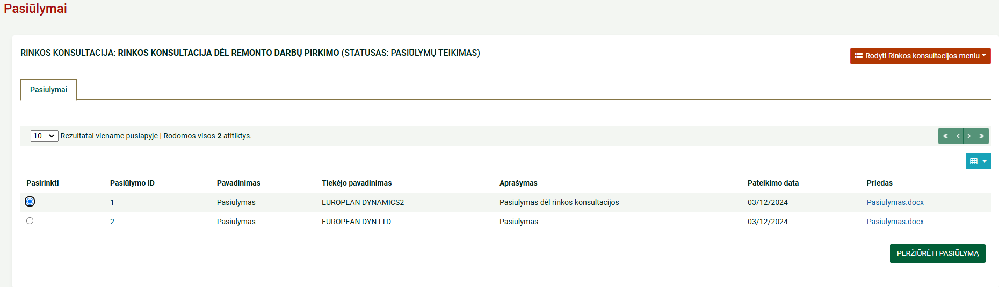 Pasiūlymai
RINKOS KONSULTACIJA: RINKOS KONSULTACIJA DĖL REMONTO DARBŲ PIRKIMO (STATUSAS: PASIŪLYMŲ TEIKIMAS)
Rodyti Rinkos konsultacijos meniu
Pasiūlymai
10 Rezultatai viename puslapyje | Rodomos visos 2 atitiktys.
Pasirinkti Pasiūlymo ID Pavadinimas Tiekėjo pavadinimas Aprašymas Pateikimo data Priedas
1 Pasiūlymas EUROPEAN DYNAMICS2 Pasiūlymas dėl rinkos konsultacijos 03/12/2024 Pasiūlymas.docx
2 Pasiūlymas EUROPEAN DYN LTD Pasiūlymas 03/12/2024 Pasiūlymas.docx
PERŽIŪRĖTI PASIŪLYMĄ